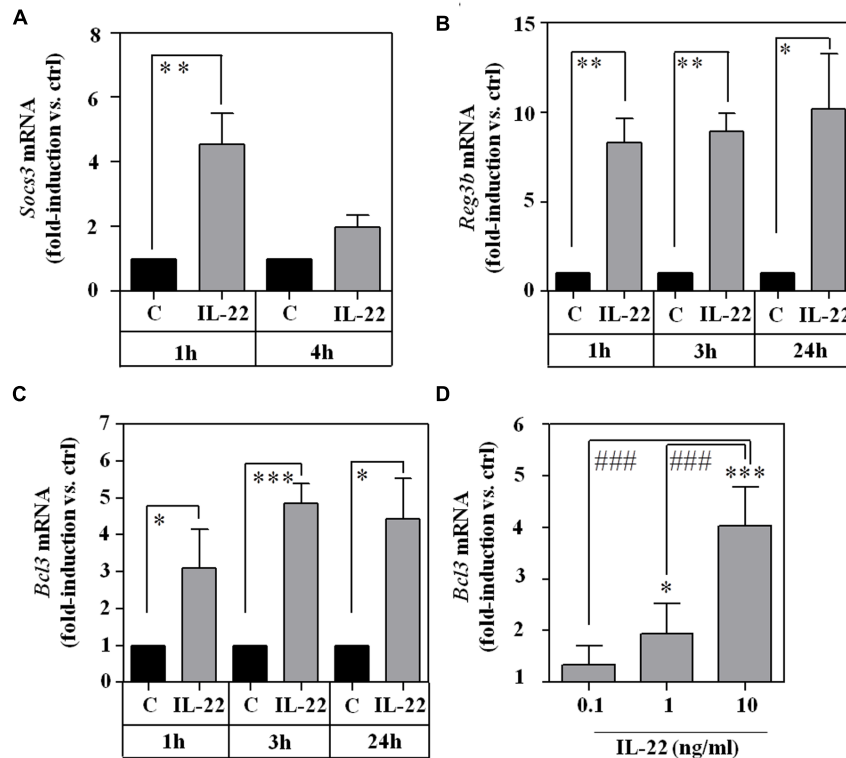 A
Socs3 mRNA
(fold-induction vs. ctrl)
8
6
4
2
0
**
C IL-22 C IL-22
1h 4h
B
Reg3b mRNA
(fold-induction vs. ctrl)
15
10
5
0
** ** *
C IL-22 C IL-22 C IL-22
1h 3h 24h
C
Bcl3 mRNA
(fold-induction vs. ctrl)
7
6
5
4
3
2
1
0
* *** *
C IL-22 C IL-22 C IL-22
1h 3h 24h
D
Bcl3 mRNA
(fold-induction vs. ctrl)
6
5
4
3
2
1
### ###
***
*
0.1 1 10
IL-22 (ng/ml)